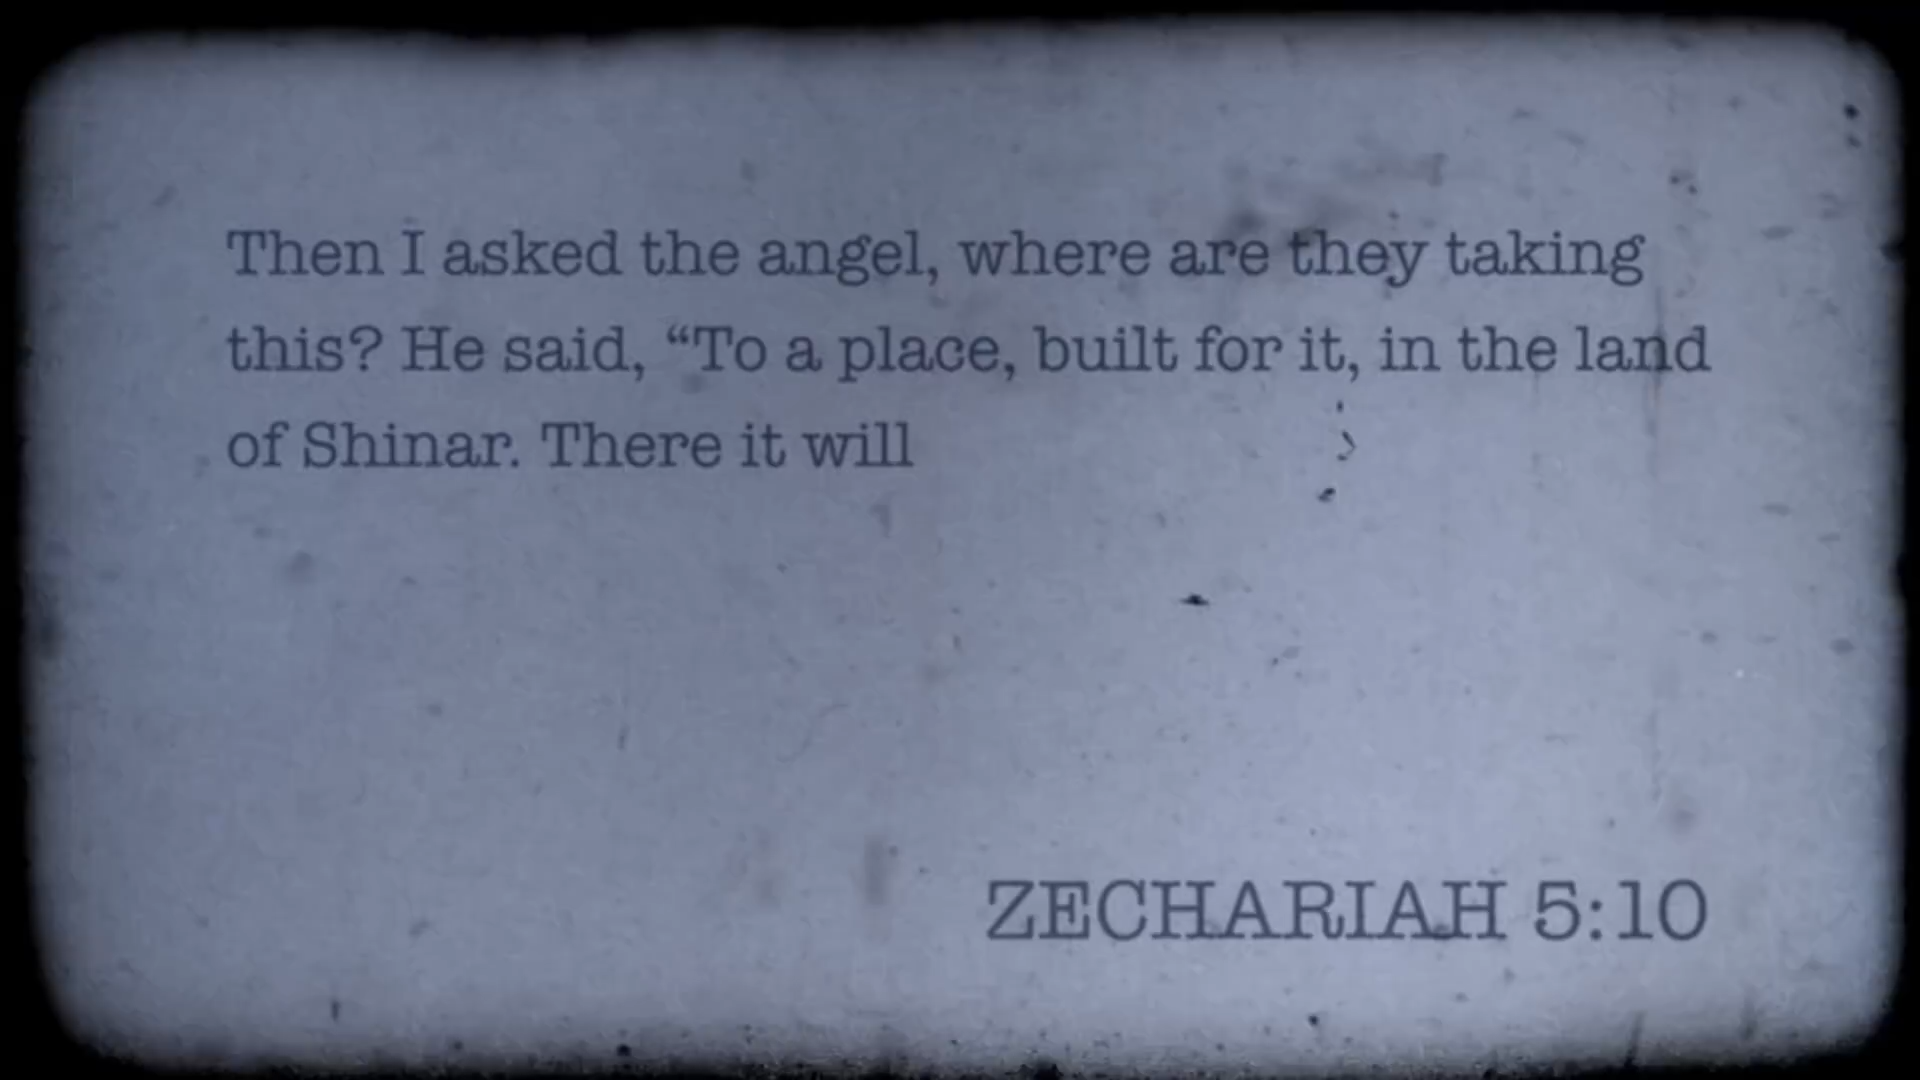 Then I asked the angel, where are they taking
this? He said, “To a place, built for it, in the land
of Shinar. There it will
ZECHARIAH 5:10